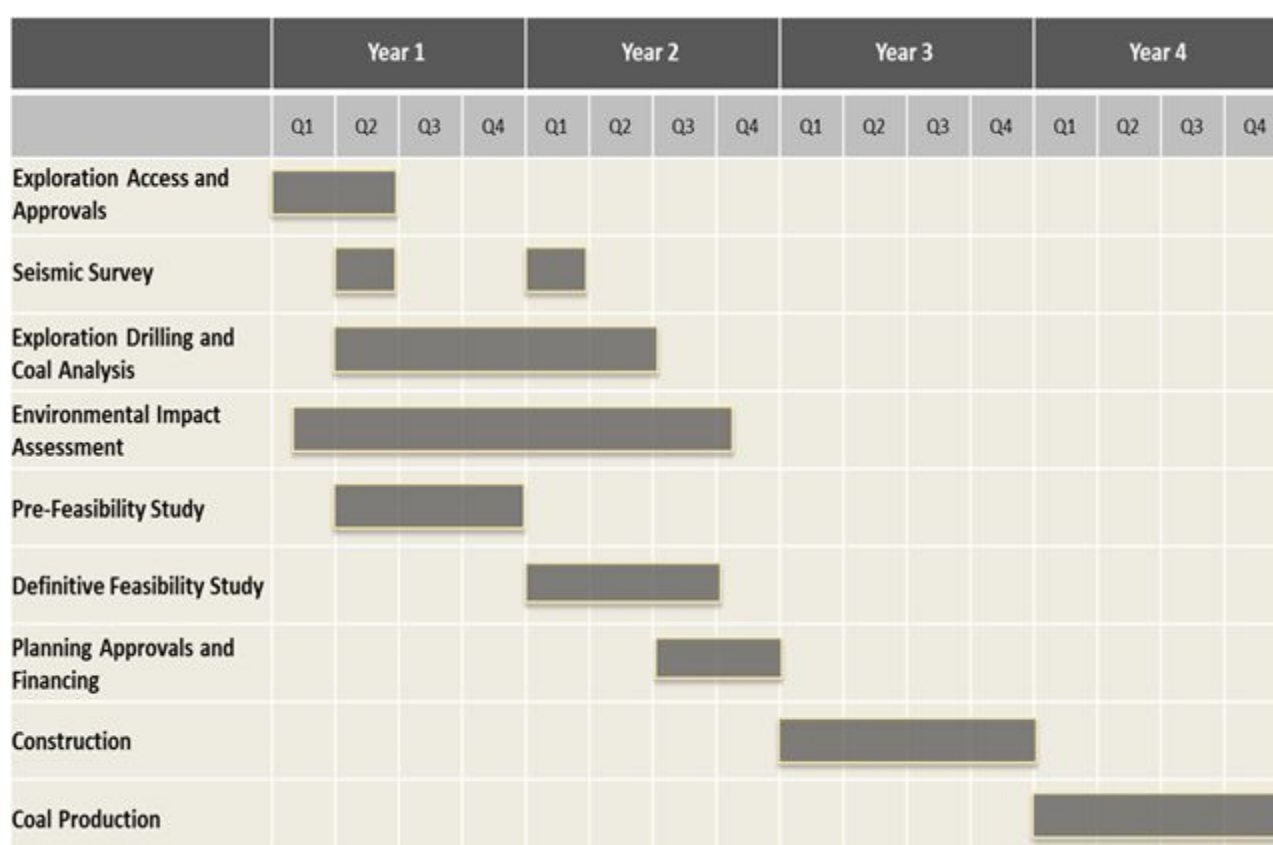 Year 1 Year 2 Year 3 Year 4
Q1 Q2 Q3 Q4 Q1 Q2 Q3 Q4 Q1 Q2 Q3 Q4 Q1 Q2 Q3 Q4
Exploration Access and
Approvals
Seismic Survey
Exploration Drilling and
Coal Analysis
Environmental Impact
Assessment
Pre-Feasibility Study
Definitive Feasibility Study
Planning Approvals and
Financing
Construction
Coal Production